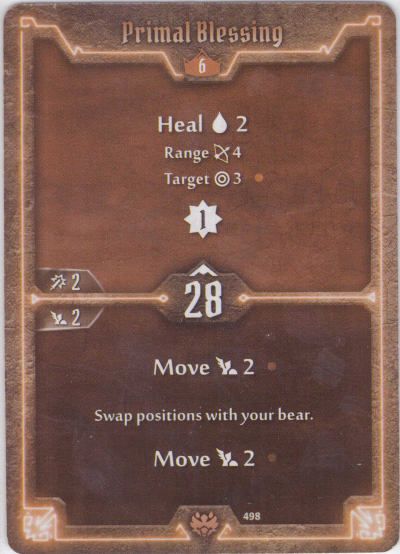 Primal Blessing
6
Heal 2
Range 4
Target 3
1
2
28
2
Move 2
Swap positions with your bear.
Move 2
498